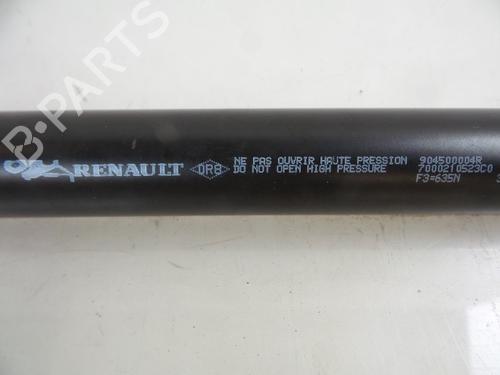 B-PARTS
RENAULT
DRB
NE PAS OUVRIR HAUTE PRESSION 904500004R
DO NOT OPEN HIGH PRESSURE 7000210523C0
F3=635N